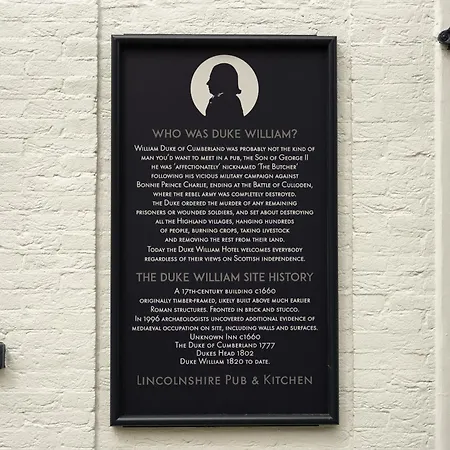 WHO WAS DUKE WILLIAM?
WILLIAM DUKE OF CUMBERLAND WAS PROBABLY NOT THE KIND OF
MAN YOU'D WANT TO MEET IN A PUB, THE SON OF GEORGE II
HE WAS 'AFFECTIONATELY' NICKNAMED 'THE BUTCHER'
FOLLOWING HIS VICIOUS MILITARY CAMPAIGN AGAINST
BONNIE PRINCE CHARLIE, ENDING AT THE BATTLE OF CULLODEN,
WHERE THE REBEL ARMY WAS COMPLETELY DESTROYED.
THE DUKE ORDERED THE MURDER OF ANY REMAINING
PRISONERS OR WOUNDED SOLDIERS, AND SET ABOUT DESTROYING
ALL THE HIGHLAND VILLAGES, HANGING HUNDREDS
OF PEOPLE, BURNING CROPS, TAKING LIVESTOCK
AND REMOVING THE REST FROM THEIR LAND.
TODAY THE DUKE WILLIAM HOTEL WELCOMES EVERYBODY
REGARDLESS OF THEIR VIEWS ON SCOTTISH INDEPENDENCE.
THE DUKE WILLIAM SITE HISTORY
A 17TH-CENTURY BUILDING C1660
ORIGINALLY TIMBER-FRAMED, LIKELY BUILT ABOVE MUCH EARLIER
ROMAN STRUCTURES. FRONTED IN BRICK AND STUCCO.
IN 1996 ARCHAEOLOGISTS UNCOVERED ADDITIONAL EVIDENCE OF
MEDIAEVAL OCCUPATION ON SITE, INCLUDING WALLS AND SURFACES.
UNKNOWN INN C1660
THE DUKE OF CUMBERLAND 1777
DUKES HEAD 1802
DUKE WILLIAM 1820 TO DATE.
LINCOLNSHIRE PUB & KITCHEN